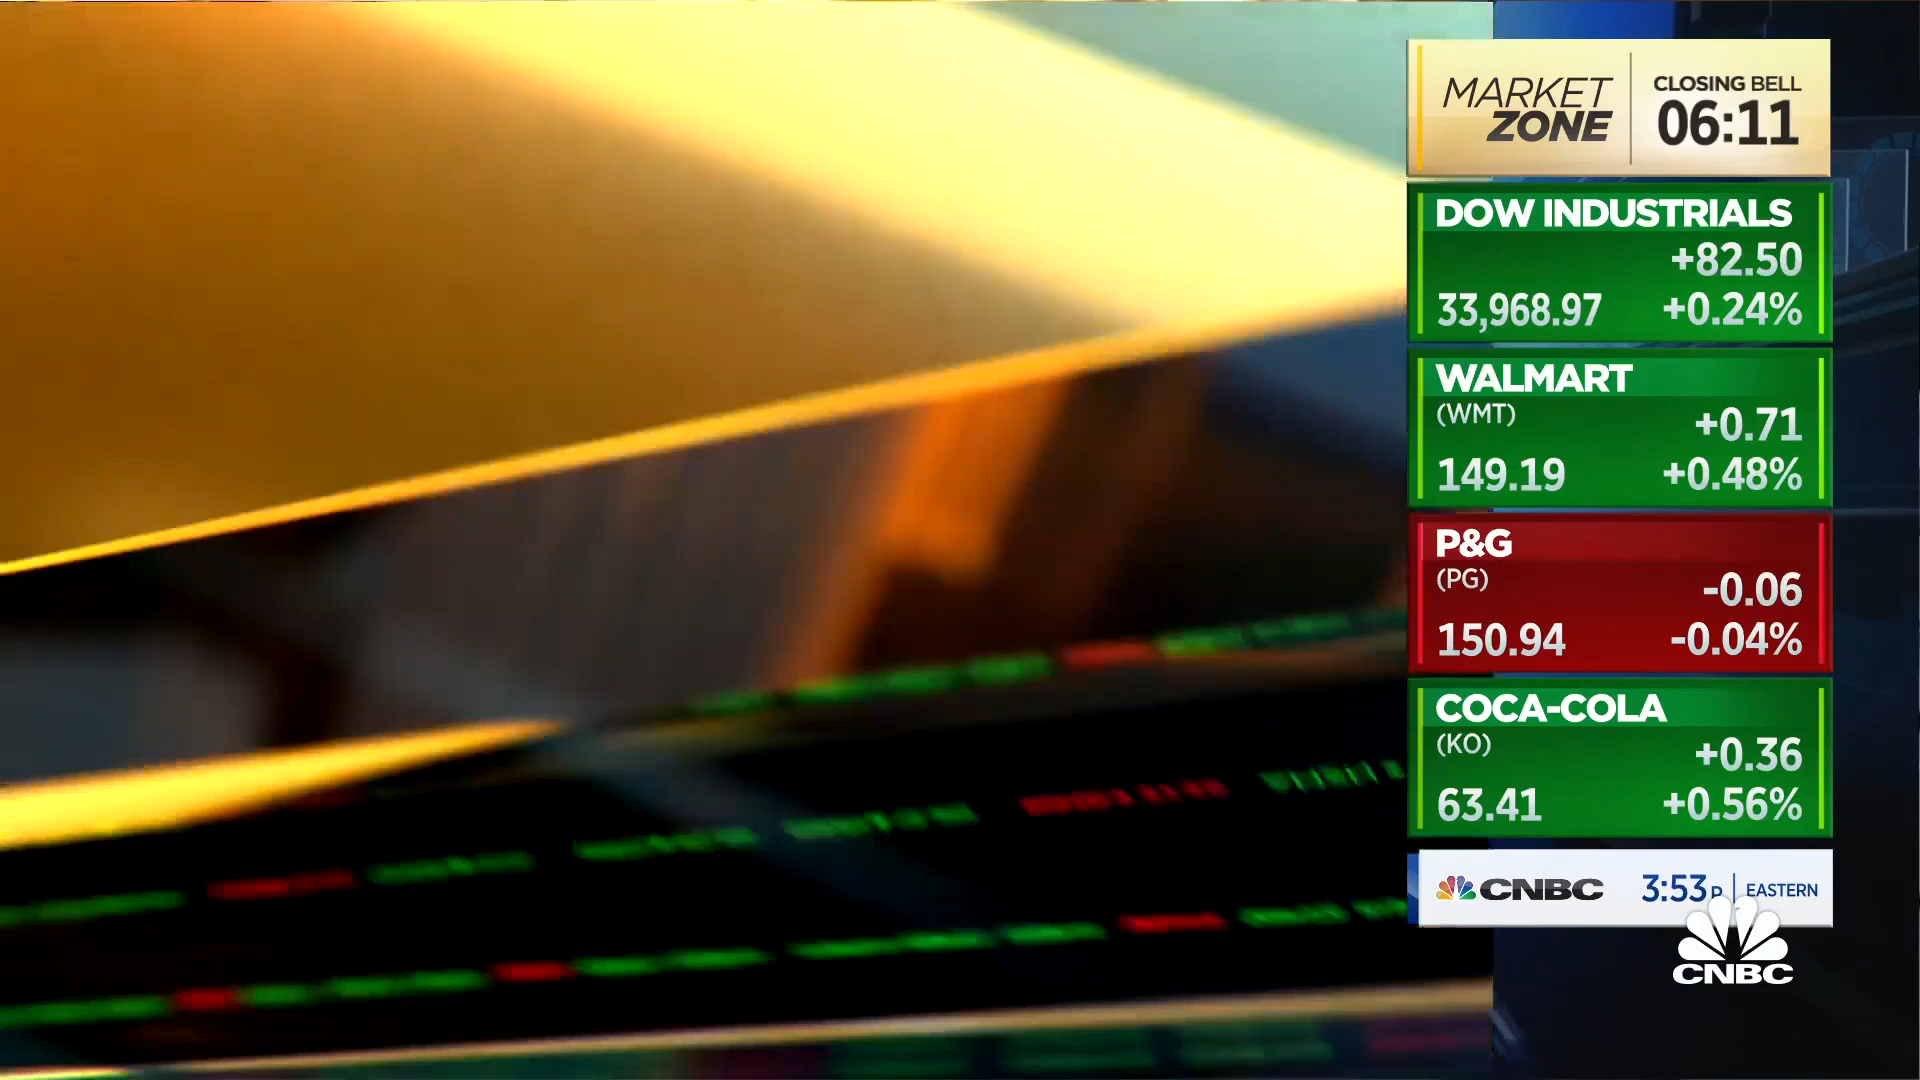 MARKET
ZONE
CLOSING BELL
06:11
DOW INDUSTRIALS
+82.50
33,968.97 +0.24%
WALMART
(WMT)
+0.71
149.19 +0.48%
P&G
(PG)
-0.06
150.94 -0.04%
COCA-COLA
(KO)
+0.36
63.41 +0.56%
CNBC 3:53p EASTERN
CNBC